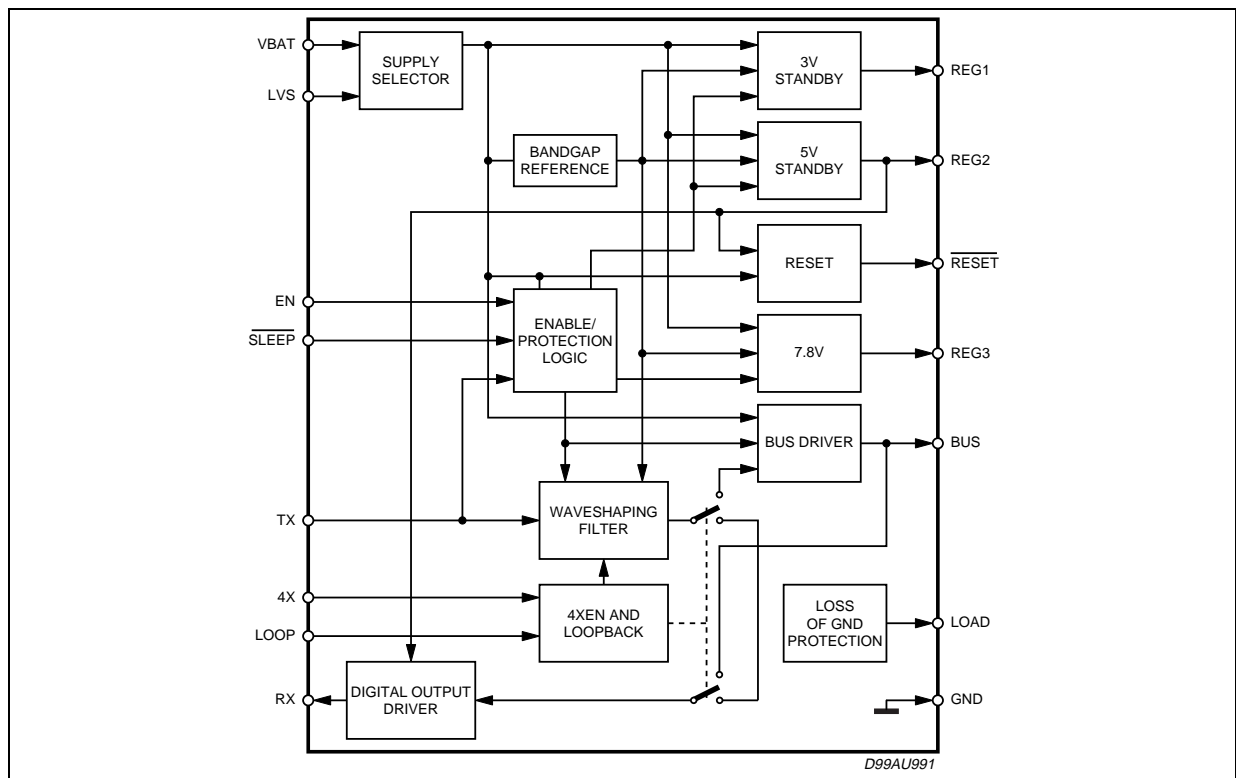 VBAT
SUPPLY
SELECTOR
LVS
3V
STANDBY
REG1
BANDGAP
REFERENCE
5V
STANDBY
REG2
RESET
RESET
EN
SLEEP
ENABLE/
PROTECTION
LOGIC
7.8V
REG3
BUS DRIVER
BUS
TX
WAVESHAPING
FILTER
4X
LOOP
4XEN AND
LOOPBACK
LOSS
OF GND
PROTECTION
LOAD
RX
DIGITAL OUTPUT
DRIVER
GND
D99AU991